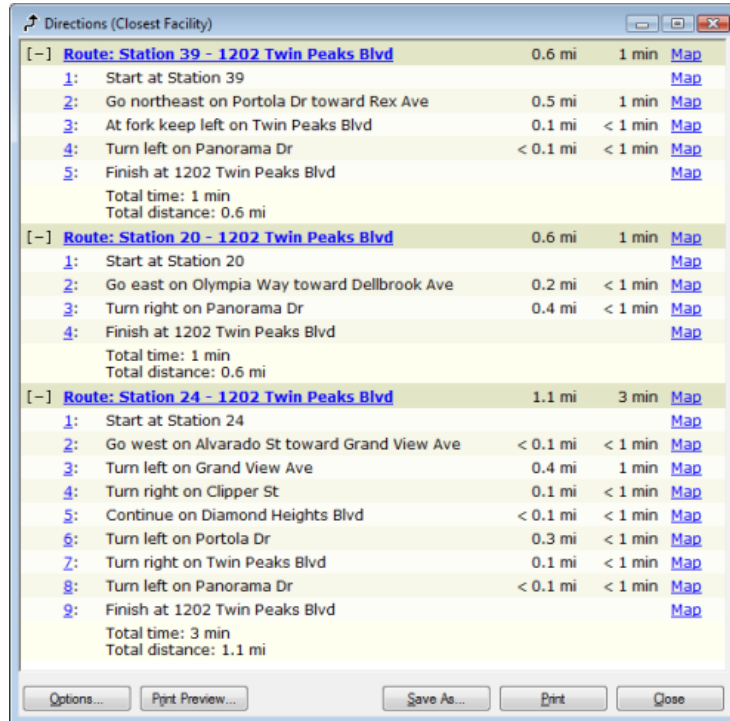 Directions (Closest Facility)
[-] Route: Station 39 - 1202 Twin Peaks Blvd 0.6 mi 1 min Map
1: Start at Station 39 Map
2: Go northeast on Portola Dr toward Rex Ave 0.5 mi 1 min Map
3: At fork keep left on Twin Peaks Blvd 0.1 mi < 1 min Map
4: Turn left on Panorama Dr < 0.1 mi < 1 min Map
5: Finish at 1202 Twin Peaks Blvd Map
Total time: 1 min
Total distance: 0.6 mi
[-] Route: Station 20 - 1202 Twin Peaks Blvd 0.6 mi 1 min Map
1: Start at Station 20 Map
2: Go east on Olympia Way toward Dellbrook Ave 0.2 mi < 1 min Map
3: Turn right on Panorama Dr 0.4 mi < 1 min Map
4: Finish at 1202 Twin Peaks Blvd Map
Total time: 1 min
Total distance: 0.6 mi
[-] Route: Station 24 - 1202 Twin Peaks Blvd 1.1 mi 3 min Map
1: Start at Station 24 Map
2: Go west on Alvarado St toward Grand View Ave < 0.1 mi < 1 min Map
3: Turn left on Grand View Ave 0.4 mi 1 min Map
4: Turn right on Clipper St 0.1 mi < 1 min Map
5: Continue on Diamond Heights Blvd < 0.1 mi < 1 min Map
6: Turn left on Portola Dr 0.3 mi < 1 min Map
7: Turn right on Twin Peaks Blvd 0.1 mi < 1 min Map
8: Turn left on Panorama Dr < 0.1 mi < 1 min Map
9: Finish at 1202 Twin Peaks Blvd Map
Total time: 3 min
Total distance: 1.1 mi
Options... Print Preview... Save As... Print Close